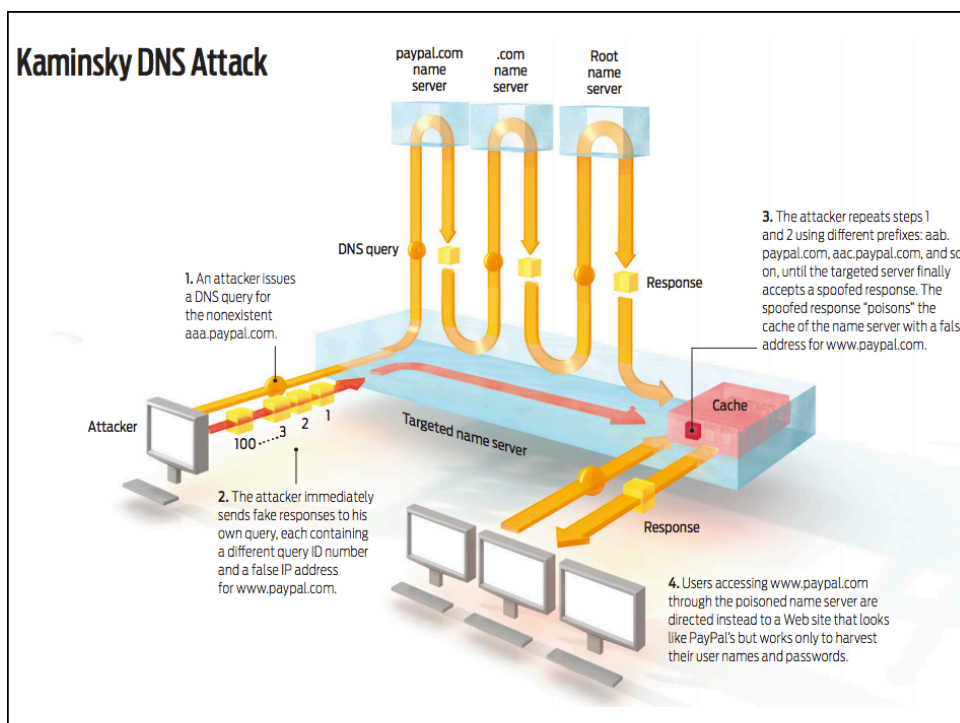 Kaminsky DNS Attack
paypal.com
name
server
.com
name
server
Root
name
server
DNS query
Response
1. An attacker issues
a DNS query for
the nonexistent
aaa.paypal.com.
3. The attacker repeats steps 1
and 2 using different prefixes: aab.
paypal.com, aac.paypal.com, and so
on, until the targeted server finally
accepts a spoofed response. The
spoofed response “poisons” the
cache of the name server with a fals
address for www.paypal.com.
Attacker
100.....3 2 1
Targeted name server
Cache
2. The attacker immediately
sends fake responses to his
own query, each containing
a different query ID number
and a false IP address
for www.paypal.com.
Response
4. Users accessing www.paypal.com
through the poisoned name server are
directed instead to a Web site that looks
like PayPal’s but works only to harvest
their user names and passwords.